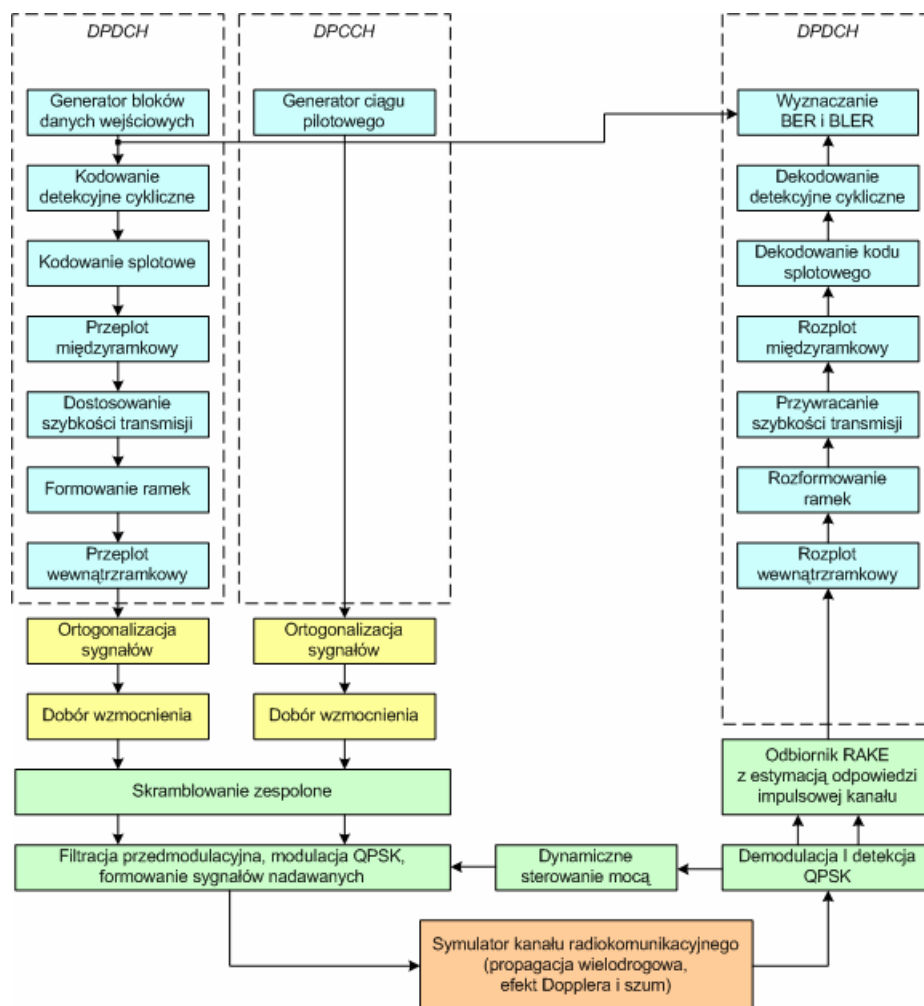 DPDCH
Generator bloków
danych wejściowych
Kodowanie
detekcyjne cykliczne
Kodowanie splotowe
Przeplot
międzyramkowy
Dostosowanie
szybkości transmisji
Formowanie ramek
Przeplot
wewnątrzramkowy
Ortogonalizacja
sygnałów
Dobór wzmocnienia
DPCCH
Generator ciągu
pilotowego
Ortogonalizacja
sygnałów
Dobór wzmocnienia
Skramblowanie zespolone
Filtracja przedmodulacyjna, modulacja QPSK,
formowanie sygnałów nadawanych
Dynamiczne
sterowanie mocą
Symulator kanału radiokomunikacyjnego
(propagacja wielodrogowa,
efekt Dopplera i szum)
DPDCH
Wyznaczanie
BER i BLER
Dekodowanie
detekcyjne cykliczne
Dekodowanie kodu
splotowego
Rozplot
międzyramkowy
Przywracanie
szybkości transmisji
Rozformowanie
ramek
Rozplot
wewnątrzramkowy
Odbiornik RAKE
z estymacją odpowiedzi
impulsowej kanału
Demodulacja I detekcja
QPSK